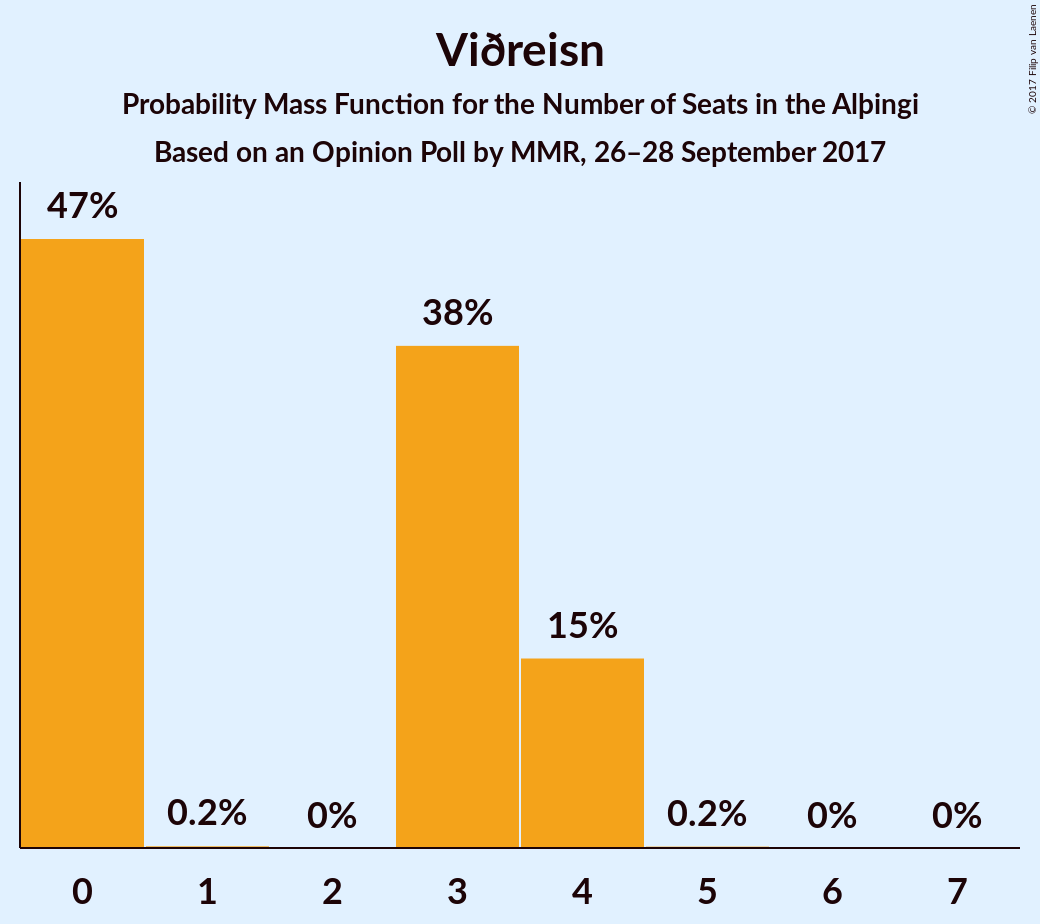 Viðreisn
Probability Mass Function for the Number of Seats in the Alþingi
Based on an Opinion Poll by MMR, 26–28 September 2017
© 2017 Filip van Laenen
47%
38%
15%
0.2%
0%
0.2%
0%
0%
0 1 2 3 4 5 6 7